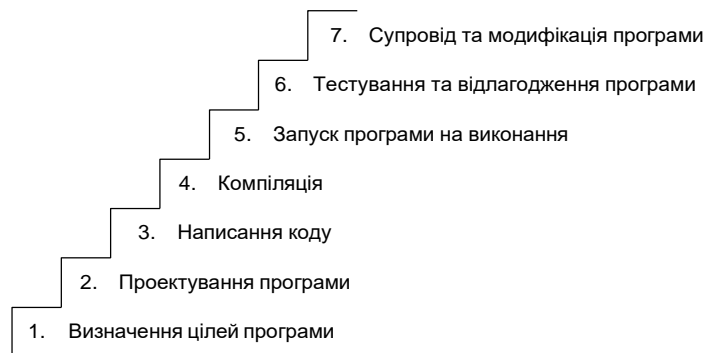 7. Супровід та модифікація програми
6. Тестування та відлагодження програми
5. Запуск програми на виконання
4. Компіляція
3. Написання коду
2. Проектування програми
1. Визначення цілей програми